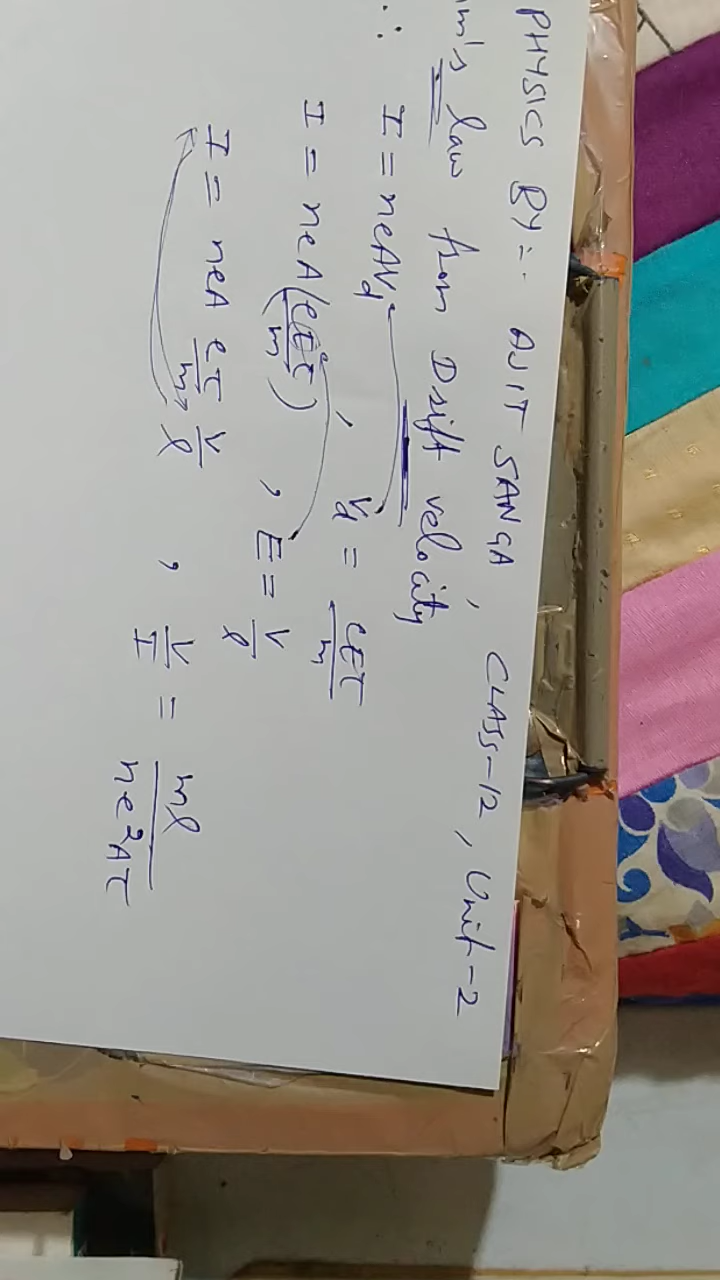 PHYSICS BY:- AJIT SANGA, CLASS-12, Unit-2
m's law from Drift velocity
∴ I = neAVd, Vd = eEτ/m
I = neA(eEτ/m), E = V/l
I = neA eτ/m V/l, V/I = ml/ne²Aτ